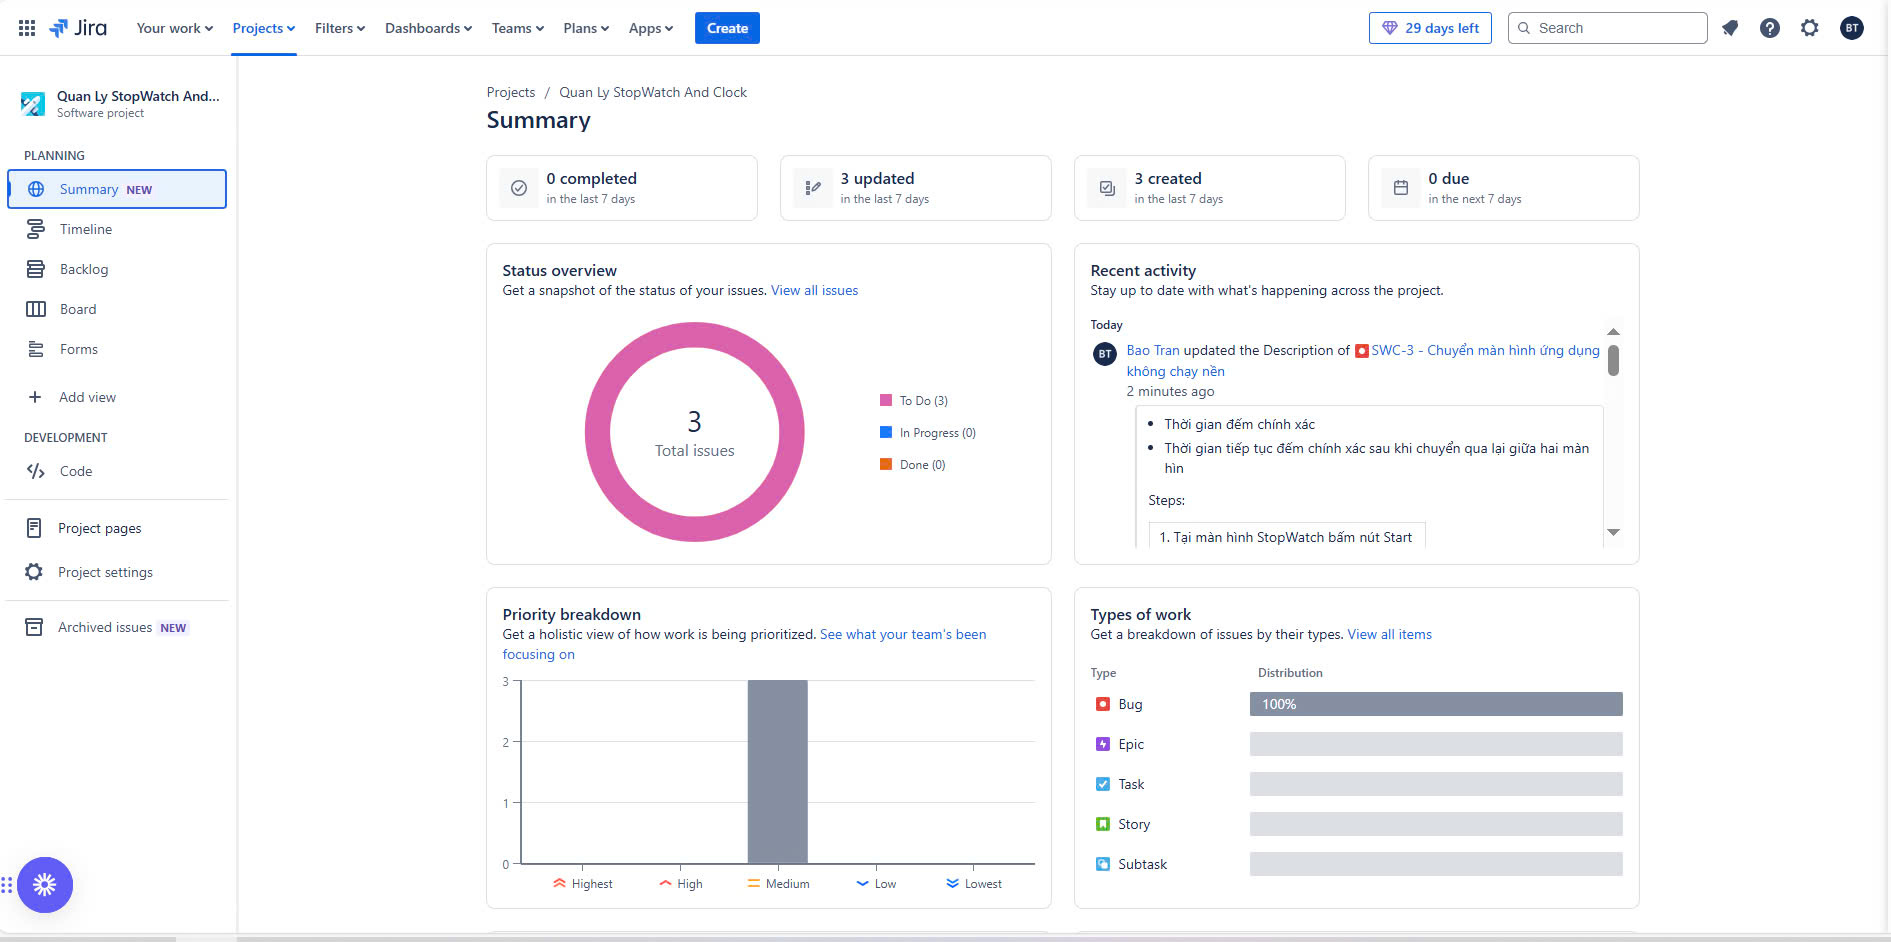 Jira
Your work
Projects
Filters
Dashboards
Teams
Plans
Apps
Create
29 days left
Search
BT
Quan Ly StopWatch And...
Software project
PLANNING
Summary NEW
Timeline
Backlog
Board
Forms
Add view
DEVELOPMENT
Code
Project pages
Project settings
Archived issues NEW
Projects / Quan Ly StopWatch And Clock
Summary
0 completed
in the last 7 days
3 updated
in the last 7 days
3 created
in the last 7 days
0 due
in the next 7 days
Status overview
Get a snapshot of the status of your issues. View all issues
3
Total issues
To Do (3)
In Progress (0)
Done (0)
Recent activity
Stay up to date with what's happening across the project.
Today
BT
Bao Tran updated the Description of SWC-3 - Chuyển màn hình ứng dụng
không chạy nền
2 minutes ago
Thời gian đếm chính xác
Thời gian tiếp tục đếm chính xác sau khi chuyển qua lại giữa hai màn
hìn
Steps:
1. Tại màn hình StopWatch bấm nút Start
Priority breakdown
Get a holistic view of how work is being prioritized. See what your team's been
focusing on
3
2
1
0
Highest
High
Medium
Low
Lowest
Types of work
Get a breakdown of issues by their types. View all items
Type
Distribution
Bug
100%
Epic
Task
Story
Subtask